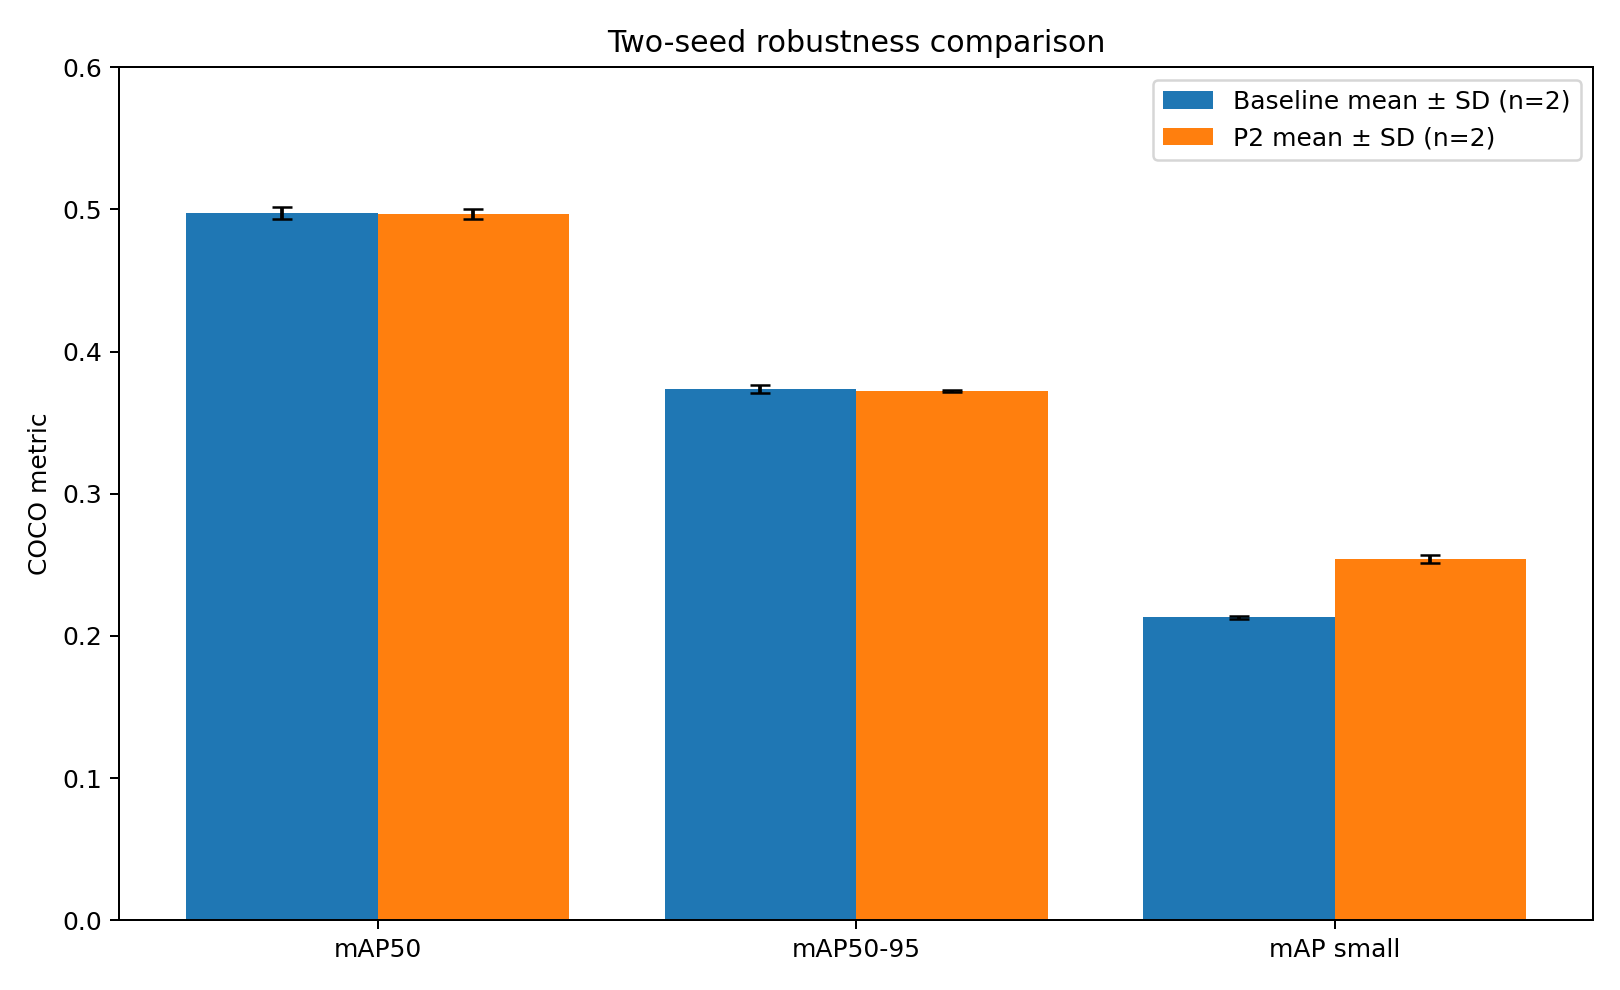 Two-seed robustness comparison
Baseline mean ± SD (n=2)
P2 mean ± SD (n=2)
COCO metric
0.6
0.5
0.4
0.3
0.2
0.1
0.0
mAP50
mAP50-95
mAP small